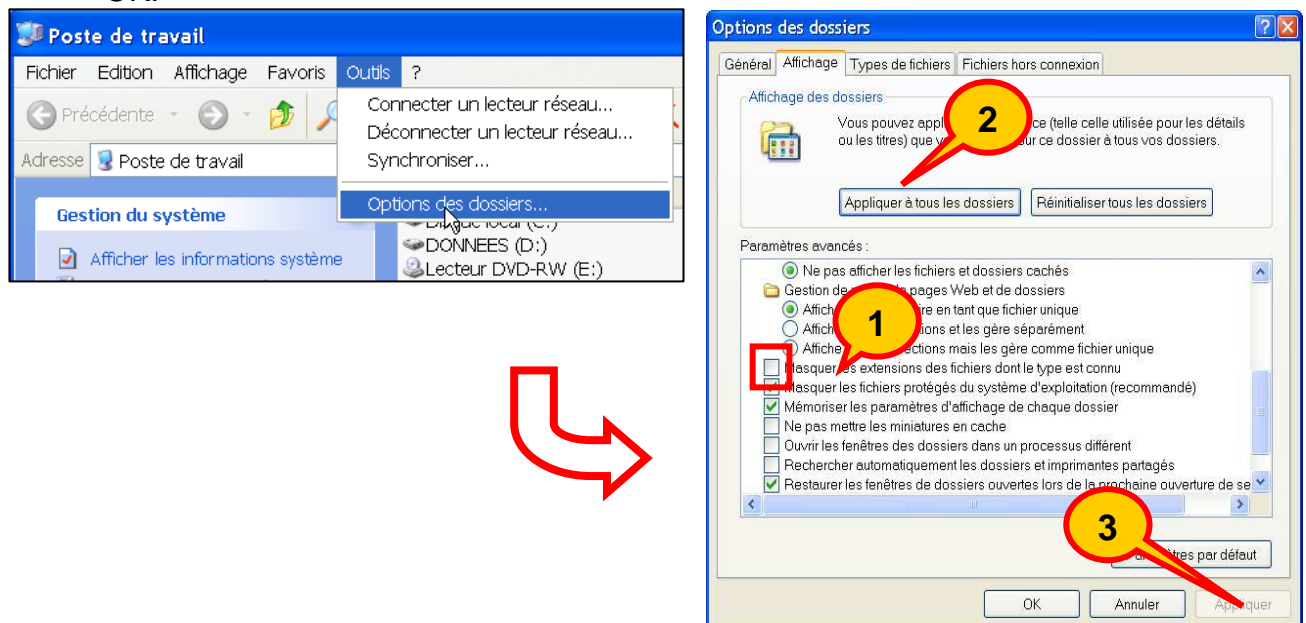 Poste de travail
Fichier Edition Affichage Favoris Outils ?
Précédente
Adresse Poste de travail
Gestion du système
Afficher les informations système
Connecter un lecteur réseau...
Déconnecter un lecteur réseau...
Synchroniser...
Options des dossiers...
DONNEES (D:)
Lecteur DVD-RW (E:)
Options des dossiers
Général Affichage Types de fichiers Fichiers hors connexion
Affichage des dossiers
Vous pouvez (telle celle utilisée pour les détails
ou les titres) que ce dossier à tous vos dossiers.
2
Appliquer à tous les dossiers Réinitialiser tous les dossiers
Paramètres avancés :
Ne pas afficher les fichiers et dossiers cachés
Gestion de pages Web et de dossiers
en tant que fichier unique
et les gère séparément
mais les gère comme fichier unique
1
Masquer les extensions des fichiers dont le type est connu
Masquer les fichiers protégés du système d'exploitation (recommandé)
Mémoriser les paramètres d'affichage de chaque dossier
Ne pas mettre les miniatures en cache
Ouvrir les fenêtres des dossiers dans un processus différent
Rechercher automatiquement les dossiers et imprimantes partagés
Restaurer les fenêtres de dossiers ouvertes lors de la prochaine ouverture de se
3
par défaut
OK Annuler Appliquer